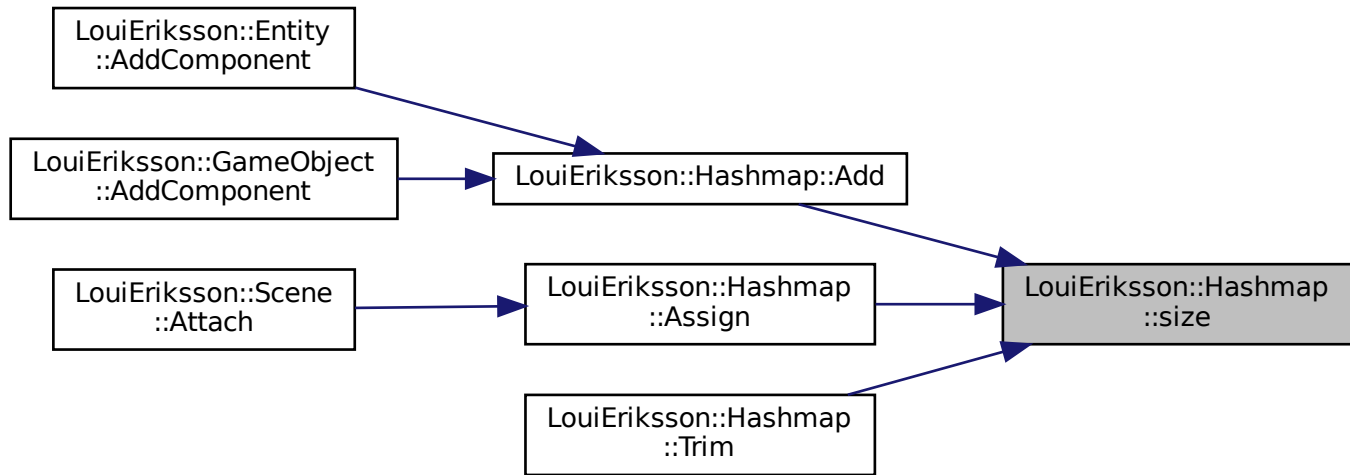 LouiEriksson::Entity
::AddComponent
LouiEriksson::GameObject
::AddComponent
LouiEriksson::Hashmap::Add
LouiEriksson::Scene
::Attach
LouiEriksson::Hashmap
::Assign
LouiEriksson::Hashmap
::size
LouiEriksson::Hashmap
::Trim